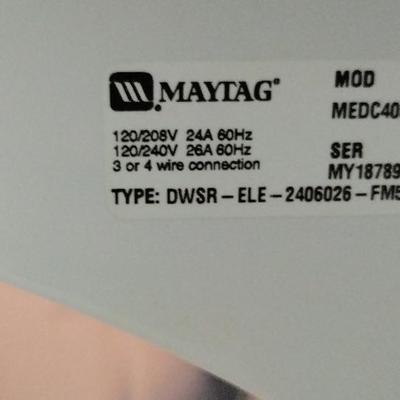 MAYTAG®
MOD
MEDC40
120/208V 24A 60Hz
120/240V 26A 60Hz
3 or 4 wire connection
SER
MY18789
TYPE: DWSR-ELE-2406026-FM5